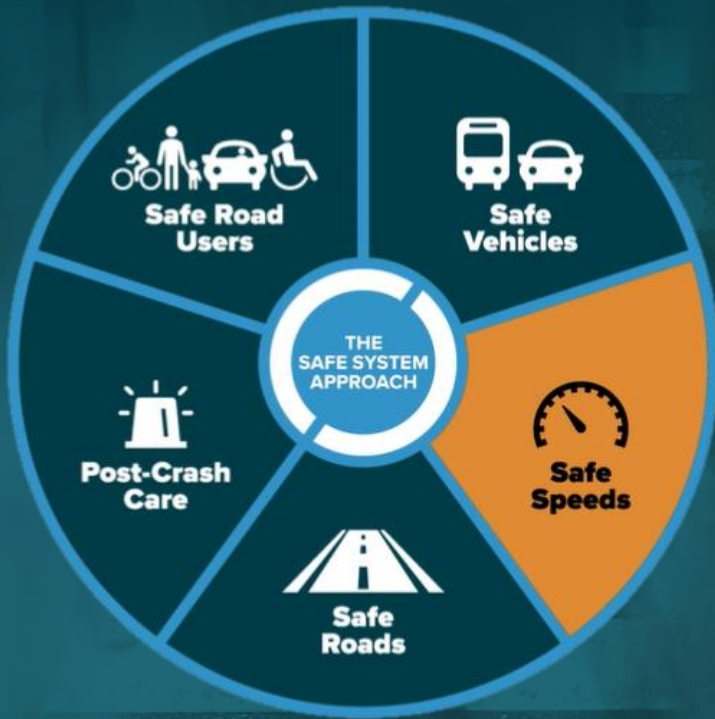 Safe Road
Users
Safe
Vehicles
THE
SAFE SYSTEM
APPROACH
Safe
Speeds
Post-Crash
Care
Safe
Roads